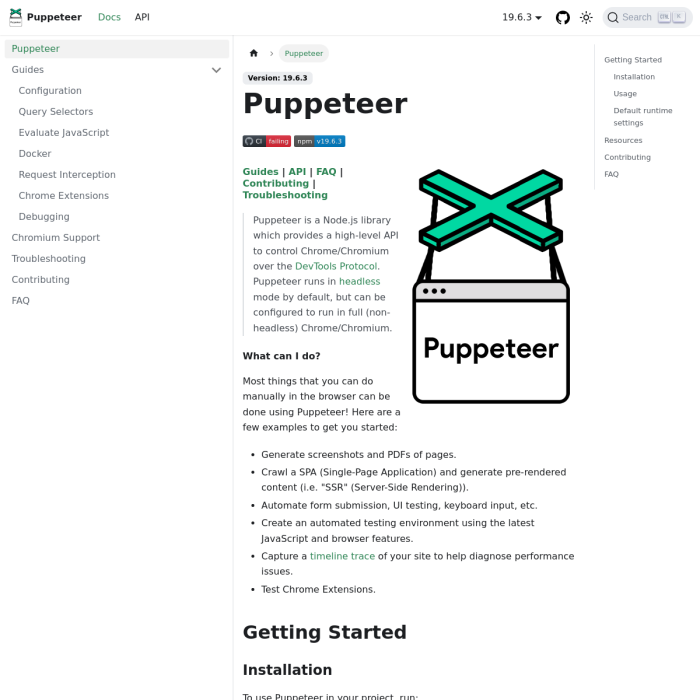 Puppeteer
Docs
API
19.6.3
Search
ctrl
K
Puppeteer
Guides
Configuration
Query Selectors
Evaluate JavaScript
Docker
Request Interception
Chrome Extensions
Debugging
Chromium Support
Troubleshooting
Contributing
FAQ
Puppeteer
Version: 19.6.3
Puppeteer
CI failing
npm v19.6.3
Guides | API | FAQ |
Contributing |
Troubleshooting
Puppeteer is a Node.js library
which provides a high-level API
to control Chrome/Chromium
over the DevTools Protocol.
Puppeteer runs in headless
mode by default, but can be
configured to run in full (non-
headless) Chrome/Chromium.
Puppeteer
What can I do?
Most things that you can do
manually in the browser can be
done using Puppeteer! Here are a
few examples to get you started:
• Generate screenshots and PDFs of pages.
• Crawl a SPA (Single-Page Application) and generate pre-rendered
content (i.e. "SSR" (Server-Side Rendering)).
• Automate form submission, UI testing, keyboard input, etc.
• Create an automated testing environment using the latest
JavaScript and browser features.
• Capture a timeline trace of your site to help diagnose performance
issues.
• Test Chrome Extensions.
Getting Started
Installation
To use Puppeteer in your project, run:
Getting Started
Installation
Usage
Default runtime
settings
Resources
Contributing
FAQ